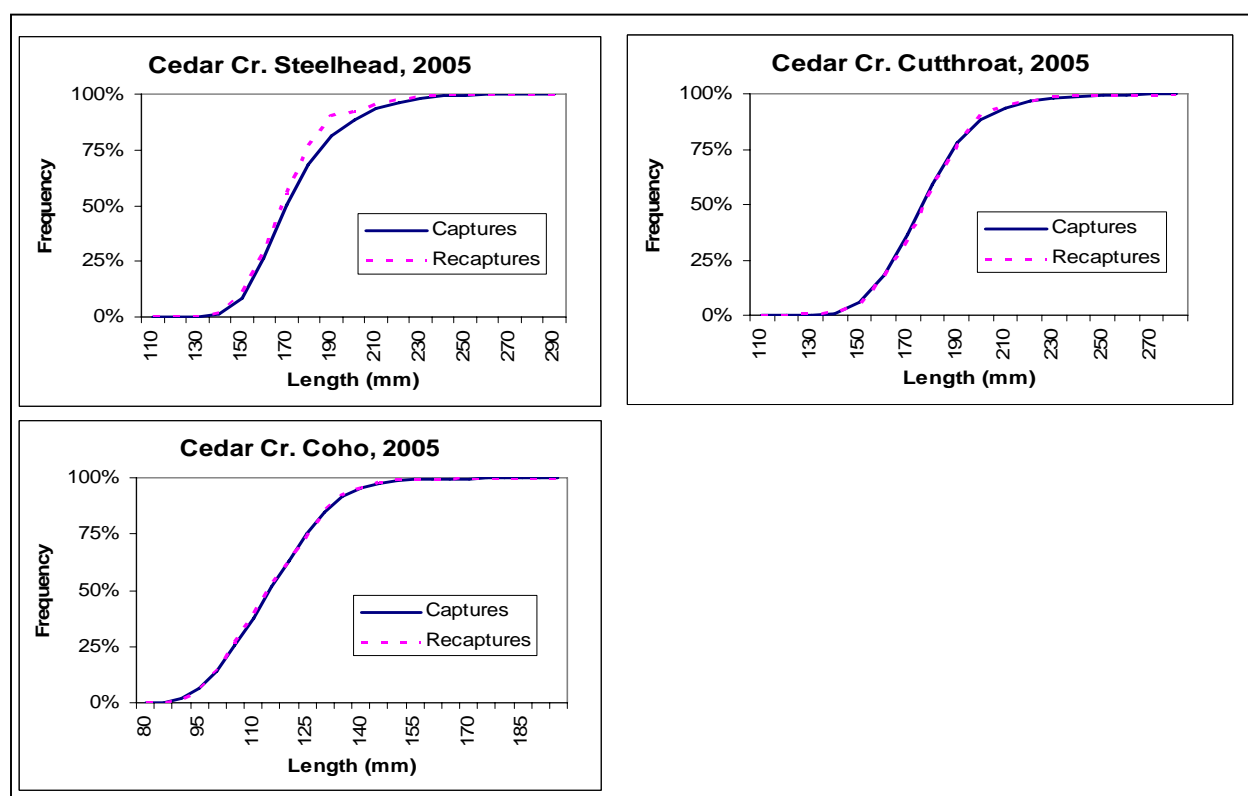 Cedar Cr. Steelhead, 2005
100%
75%
50%
25%
0%
Frequency
Captures
Recaptures
110 130 150 170 190 210 230 250 270 290
Length (mm)
Cedar Cr. Cutthroat, 2005
100%
75%
50%
25%
0%
Frequency
Captures
Recaptures
110 130 150 170 190 210 230 250 270
Length (mm)
Cedar Cr. Coho, 2005
100%
75%
50%
25%
0%
Frequency
Captures
Recaptures
80 95 110 125 140 155 170 185
Length (mm)